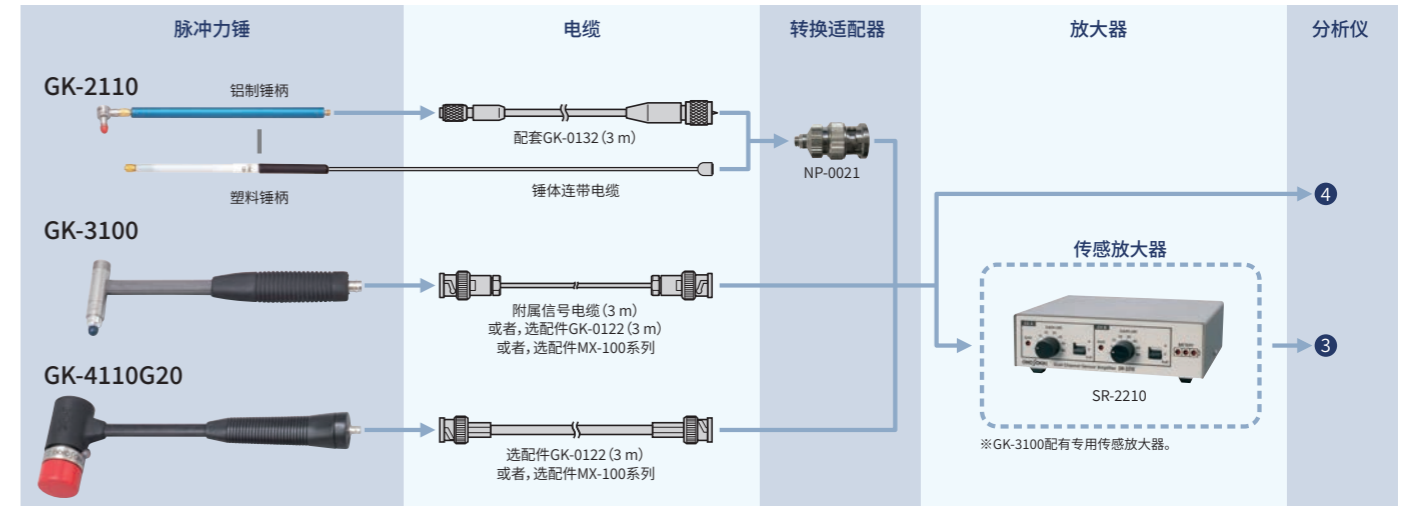 脉冲力锤
电缆
转换适配器
放大器
分析仪
GK-2110
铝制锤柄
配套GK-0132（3 m）
塑料锤柄
锤体连带电缆
NP-0021
4
GK-3100
附属信号电缆（3 m）
或者，选配件GK-0122（3 m）
或者，选配件MX-100系列
传感放大器
SR-2210
3
※GK-3100配有专用传感放大器。
GK-4110G20
选配件GK-0122（3 m）
或者，选配件MX-100系列